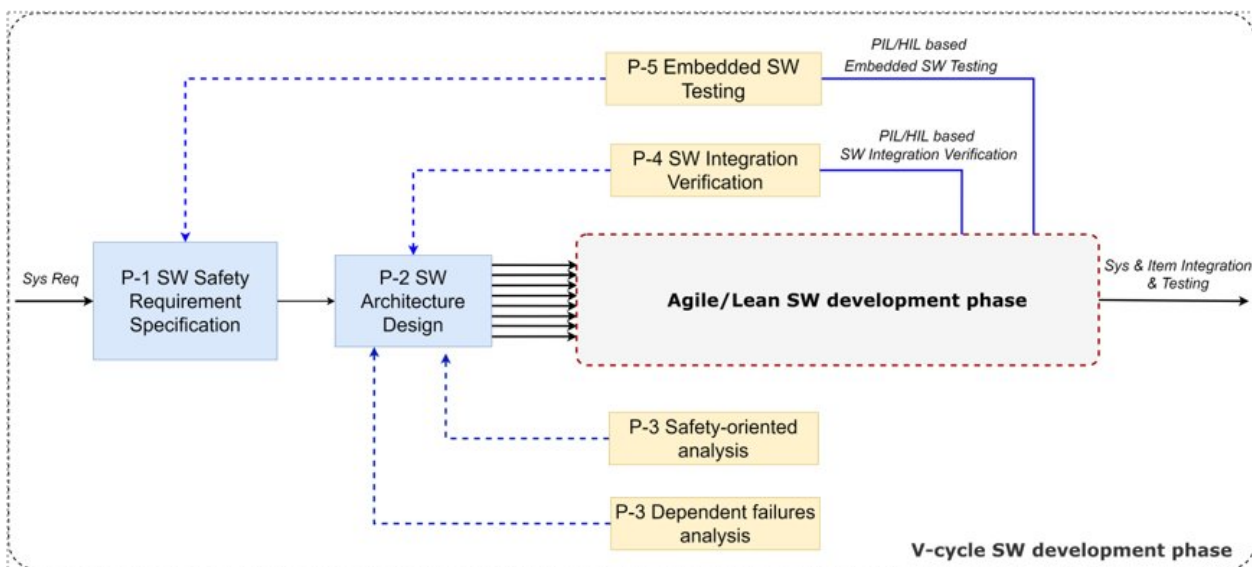 PIL/HIL based
Embedded SW Testing
P-5 Embedded SW
Testing
PIL/HIL based
SW Integration Verification
P-4 SW Integration
Verification
Sys Req
P-1 SW Safety
Requirement
Specification
P-2 SW
Architecture
Design
Agile/Lean SW development phase
Sys & Item Integration
& Testing
P-3 Safety-oriented
analysis
P-3 Dependent failures
analysis
V-cycle SW development phase